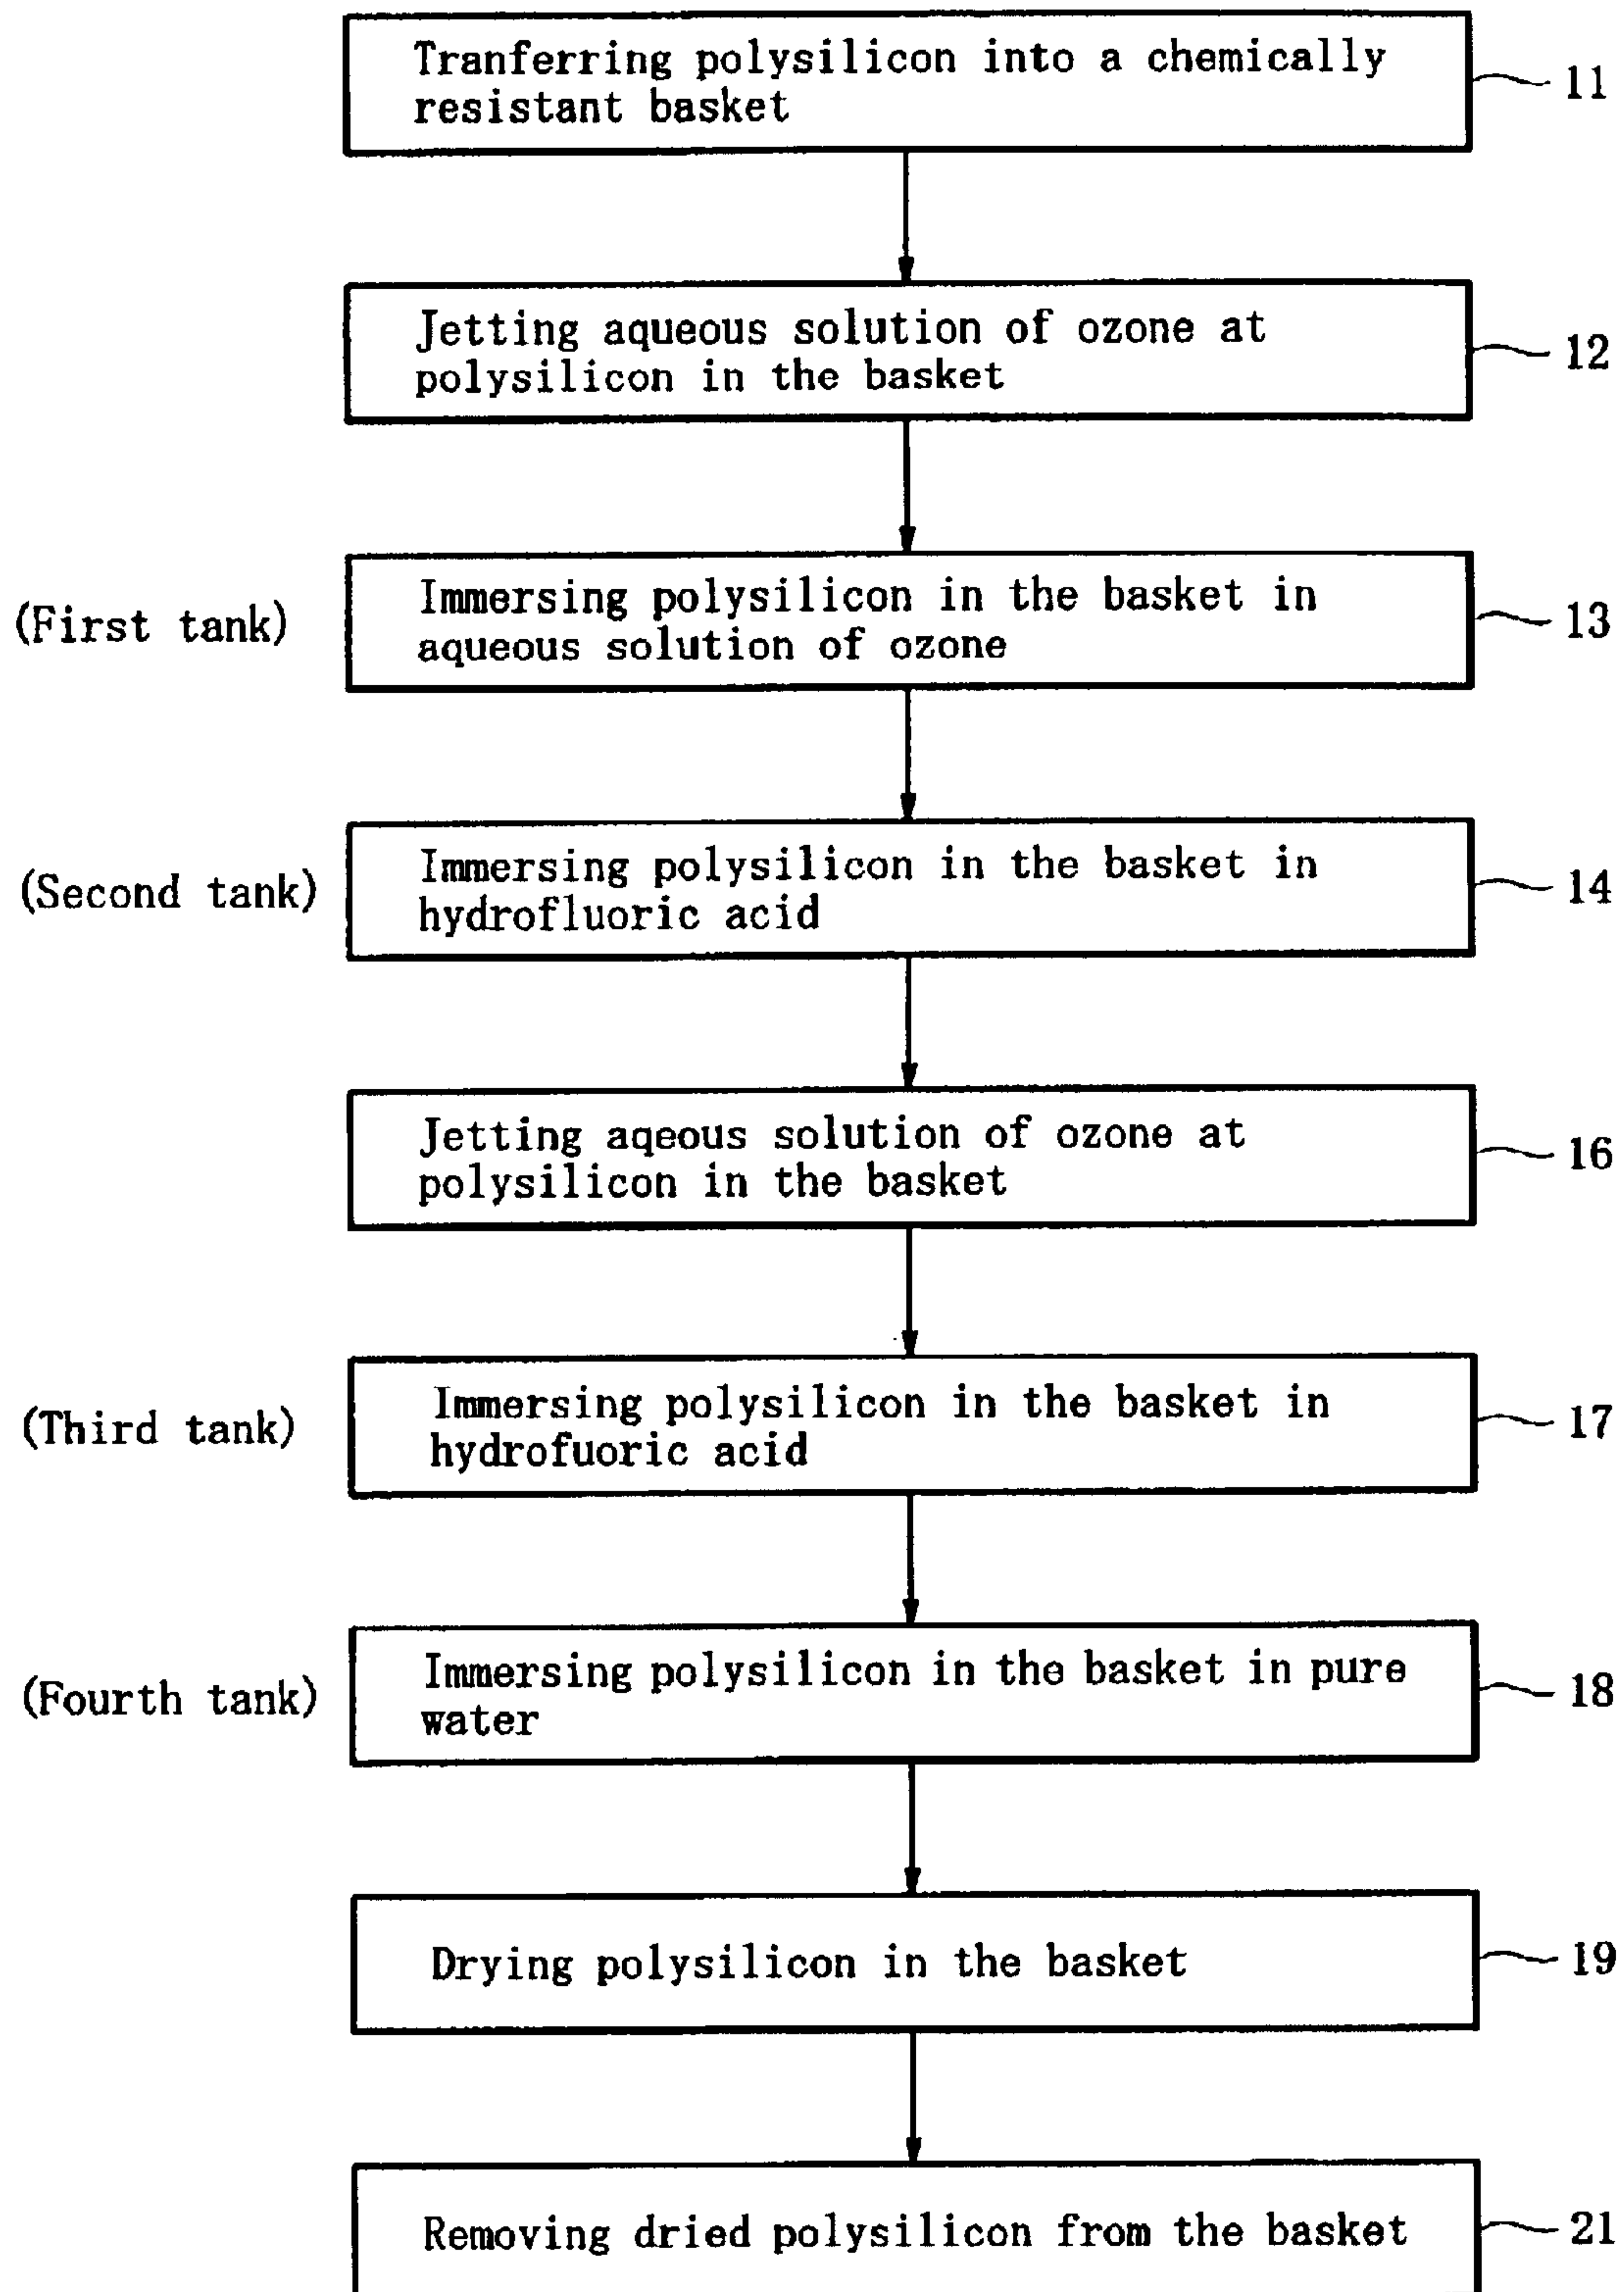 Tranferring polysilicon into a chemically
resistant basket
11
Jetting aqueous solution of ozone at
polysilicon in the basket
12
(First tank)
Immersing polysilicon in the basket in
aqueous solution of ozone
13
(Second tank)
Immersing polysilicon in the basket in
hydrofluoric acid
14
Jetting aqeous solution of ozone at
polysilicon in the basket
16
(Third tank)
Immersing polysilicon in the basket in
hydrofuoric acid
17
(Fourth tank)
Immersing polysilicon in the basket in pure
water
18
Drying polysilicon in the basket
19
Removing dried polysilicon from the basket
21